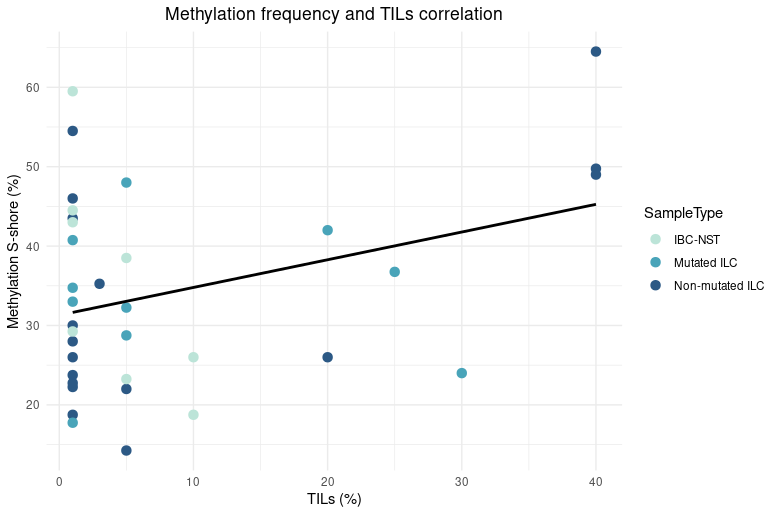 Methylation frequency and TILs correlation
Methylation S-shore (%)
60
50
40
30
20
0
10
20
30
40
TILs (%)
SampleType
IBC-NST
Mutated ILC
Non-mutated ILC